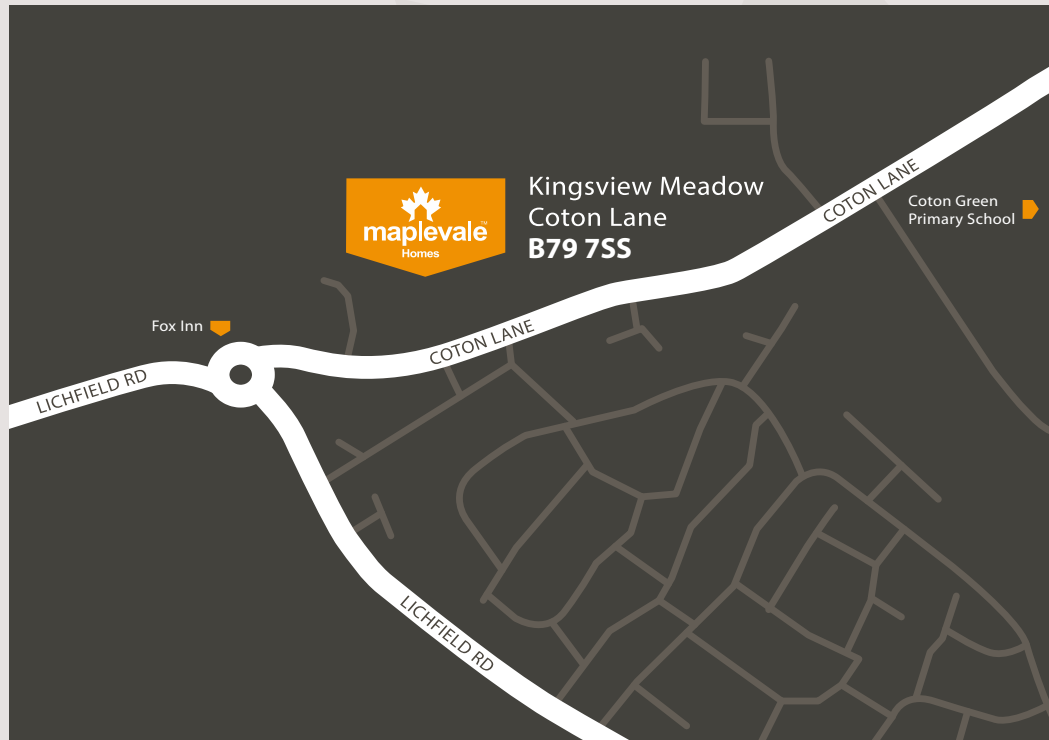 Kingsview Meadow
Coton Lane
B79 7SS
maplevale™
Homes
COTON LANE
Coton Green
Primary School
Fox Inn
COTON LANE
LICHFIELD RD
LICHFIELD RD